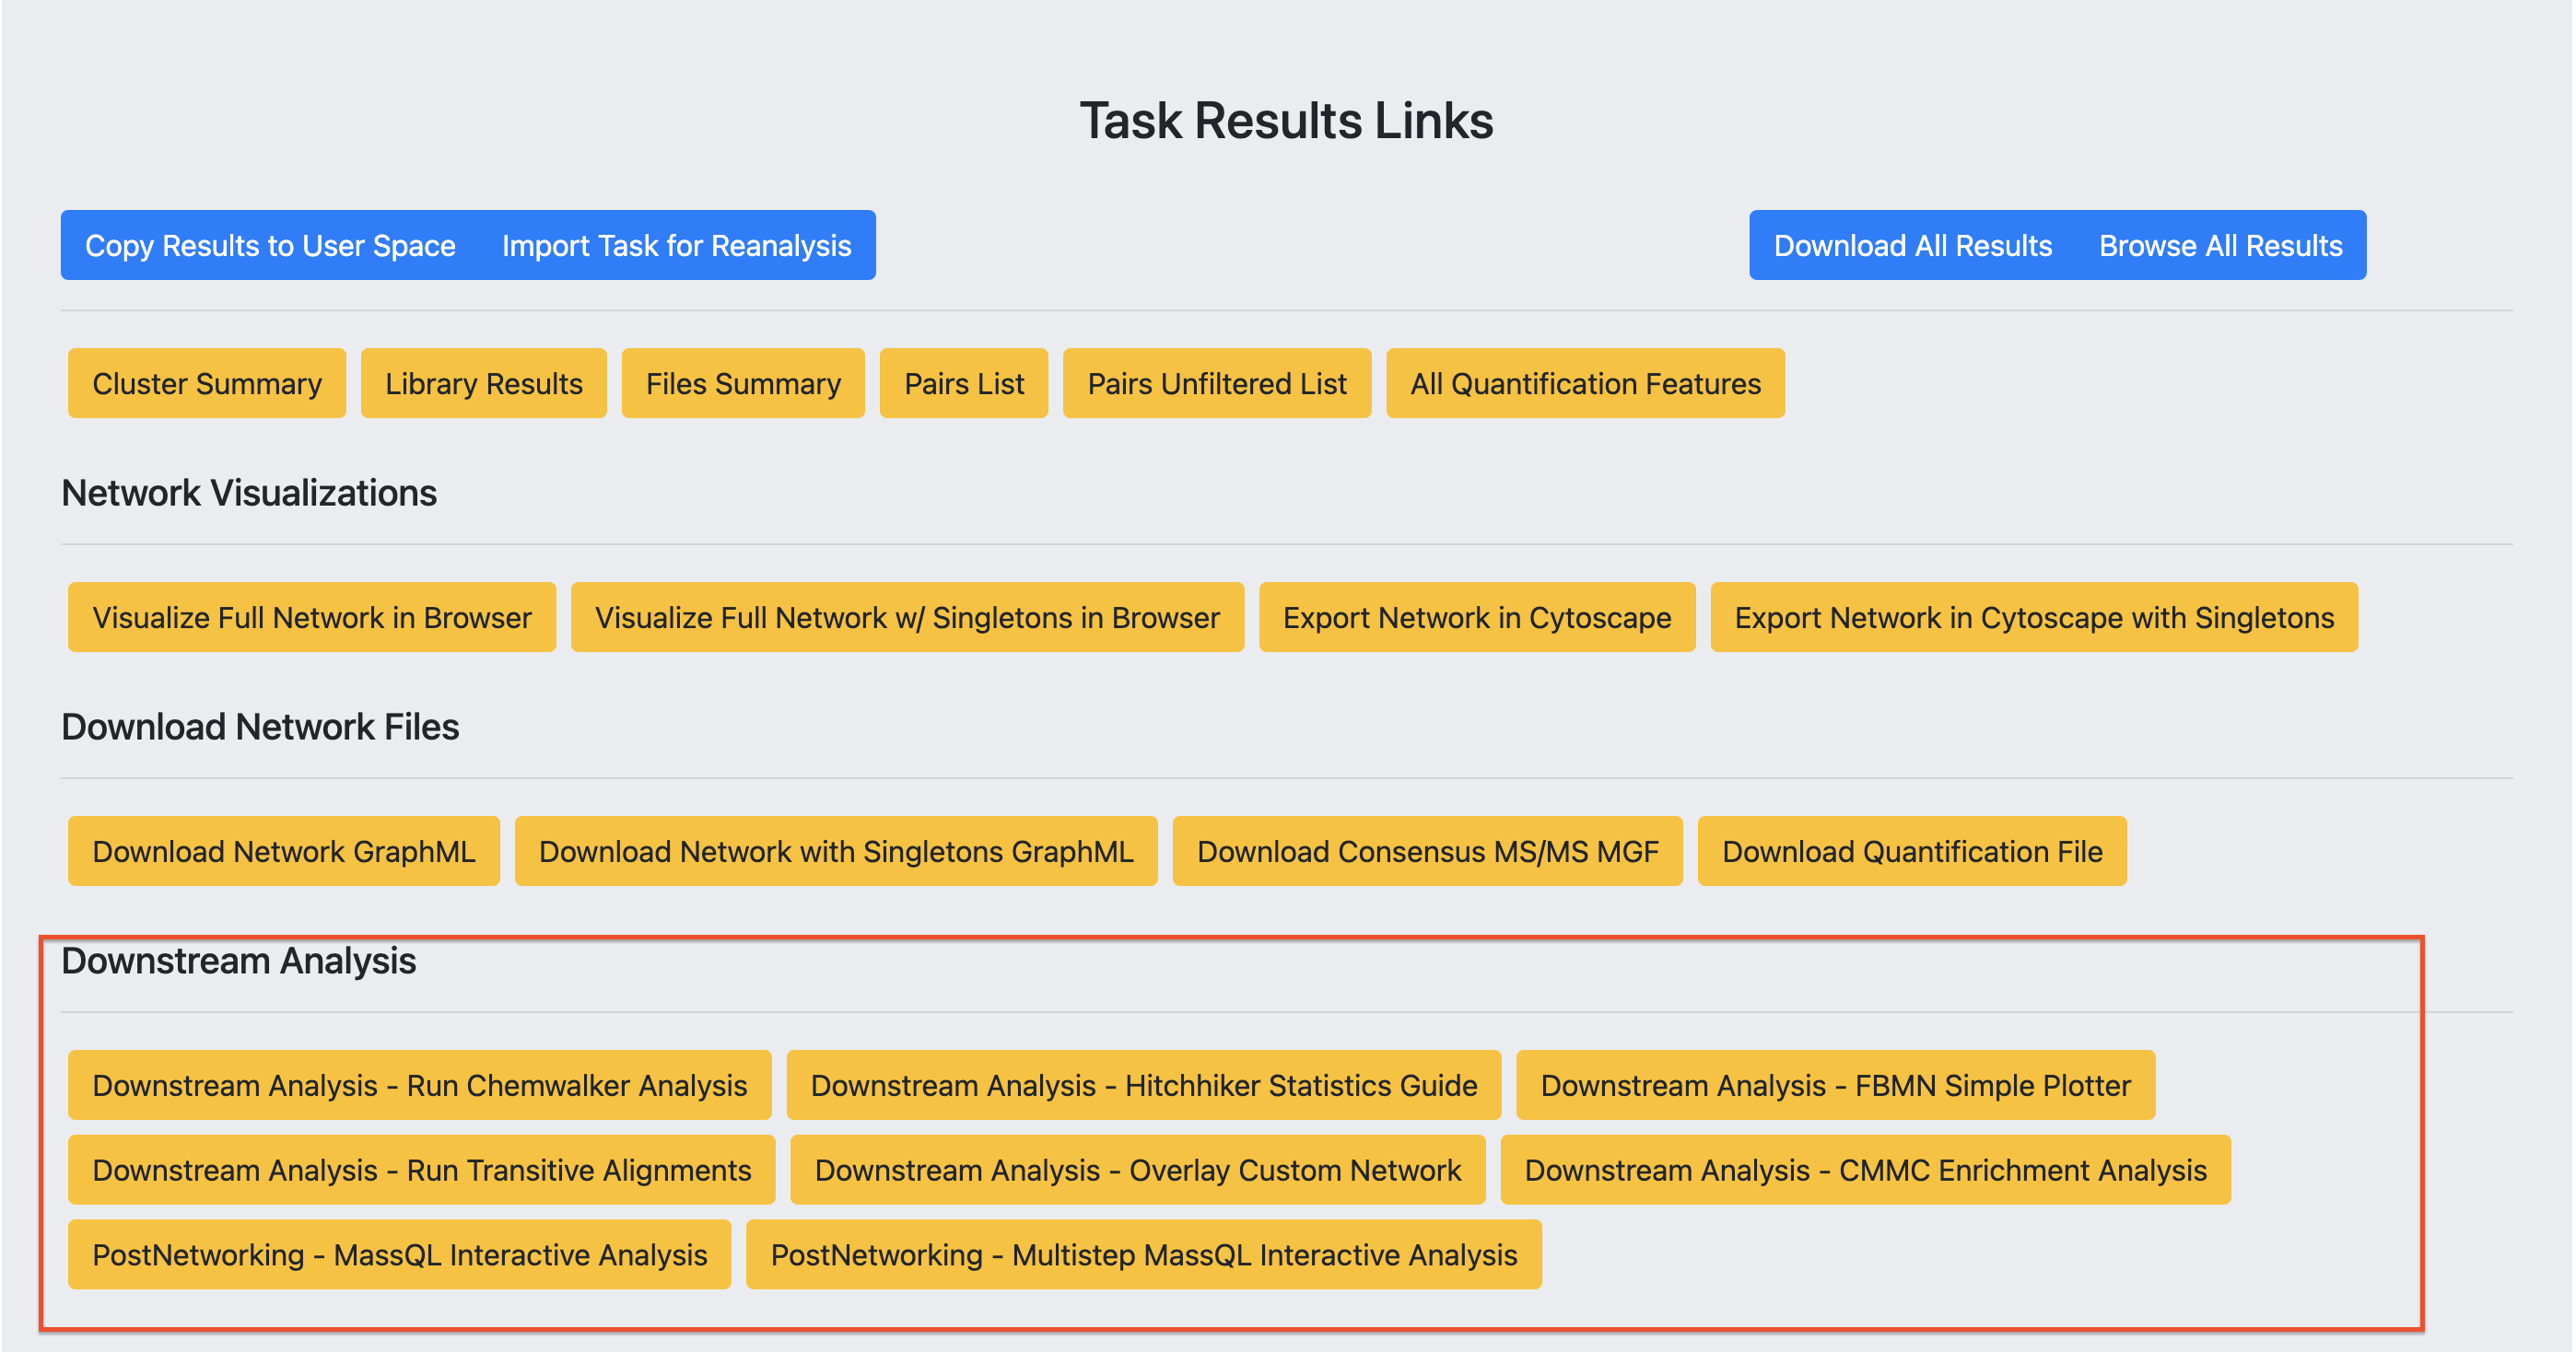 Task Results Links
Copy Results to User Space Import Task for Reanalysis Download All Results Browse All Results
Cluster Summary Library Results Files Summary Pairs List Pairs Unfiltered List All Quantification Features
Network Visualizations
Visualize Full Network in Browser Visualize Full Network w/ Singletons in Browser Export Network in Cytoscape Export Network in Cytoscape with Singletons
Download Network Files
Download Network GraphML Download Network with Singletons GraphML Download Consensus MS/MS MGF Download Quantification File
Downstream Analysis
Downstream Analysis - Run Chemwalker Analysis Downstream Analysis - Hitchhiker Statistics Guide Downstream Analysis - FBMN Simple Plotter
Downstream Analysis - Run Transitive Alignments Downstream Analysis - Overlay Custom Network Downstream Analysis - CMMC Enrichment Analysis
PostNetworking - MassQL Interactive Analysis PostNetworking - Multistep MassQL Interactive Analysis